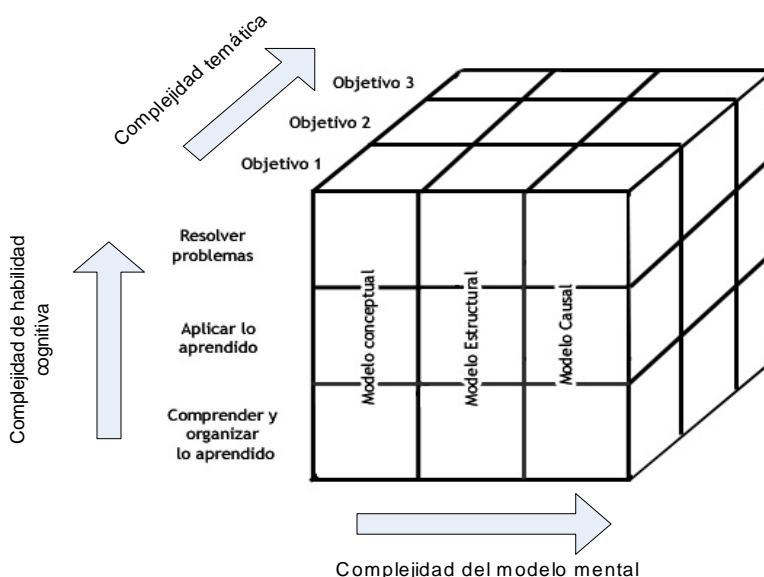 Complejidad temática
Objetivo 3
Objetivo 2
Objetivo 1
Complejidad de habilidad
cognitiva
Resolver
problemas
Aplicar lo
aprendido
Comprender y
organizar
lo aprendido
Modelo conceptual
Modelo Estructural
Modelo Causal
Complejidad del modelo mental